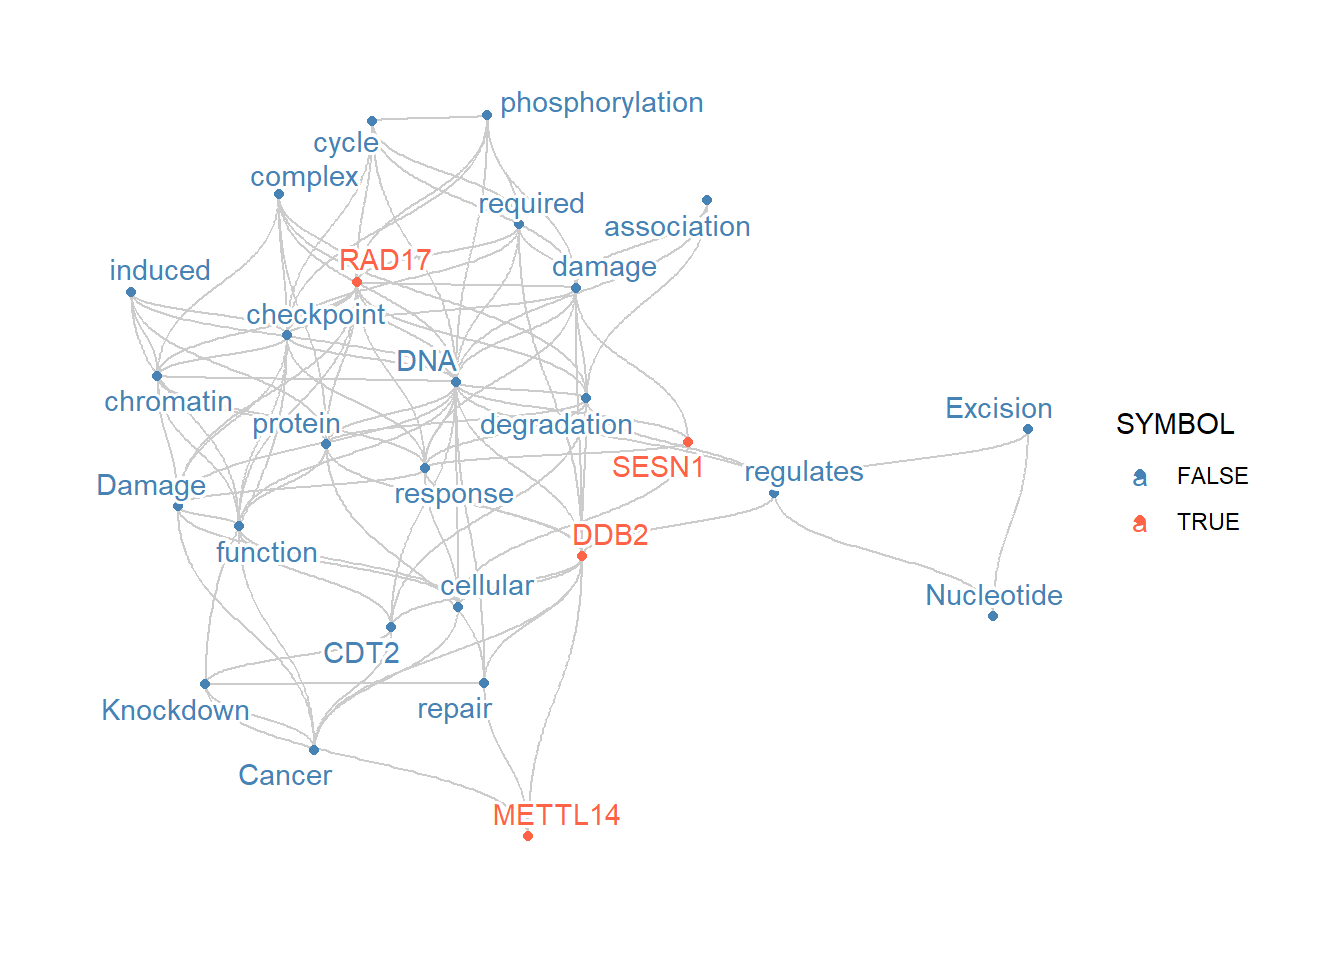 phosphorylation
cycle
complex
required
association
RAD17
induced
damage
checkpoint
DNA
chromatin
protein
degradation
Excision
SYMBOL
SESN1
regulates
a FALSE
Damage
response
a TRUE
DDB2
function
cellular
Nucleotide
CDT2
Knockdown
repair
Cancer
METTL14